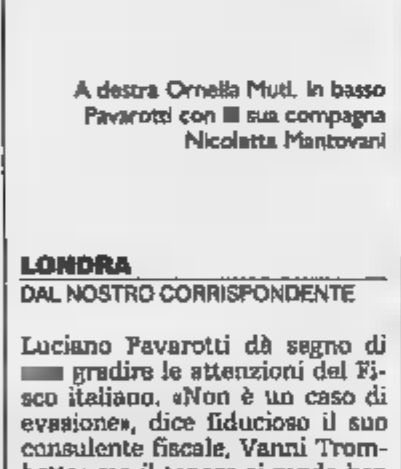 A destra Ornella Muti. In basso
Pavarotti con sua compagna
Nicoletta Mantovani
LONDRA
DAL NOSTRO CORRISPONDENTE
Luciano Pavarotti dà segno di
gradire le attenzioni del Fi-
sco italiano. «Non è un caso di
evasione», dice fiducioso il suo
consulente fiscale, Vanni Trom-